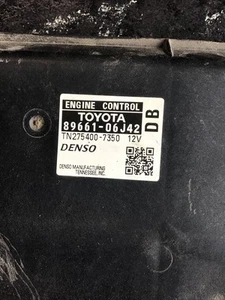 ENGINE CONTROL
TOYOTA
89661-06J42
TN275400-7350 12V
DENSO
DB
DENSO MANUFACTURING
TENNESSEE, INC.